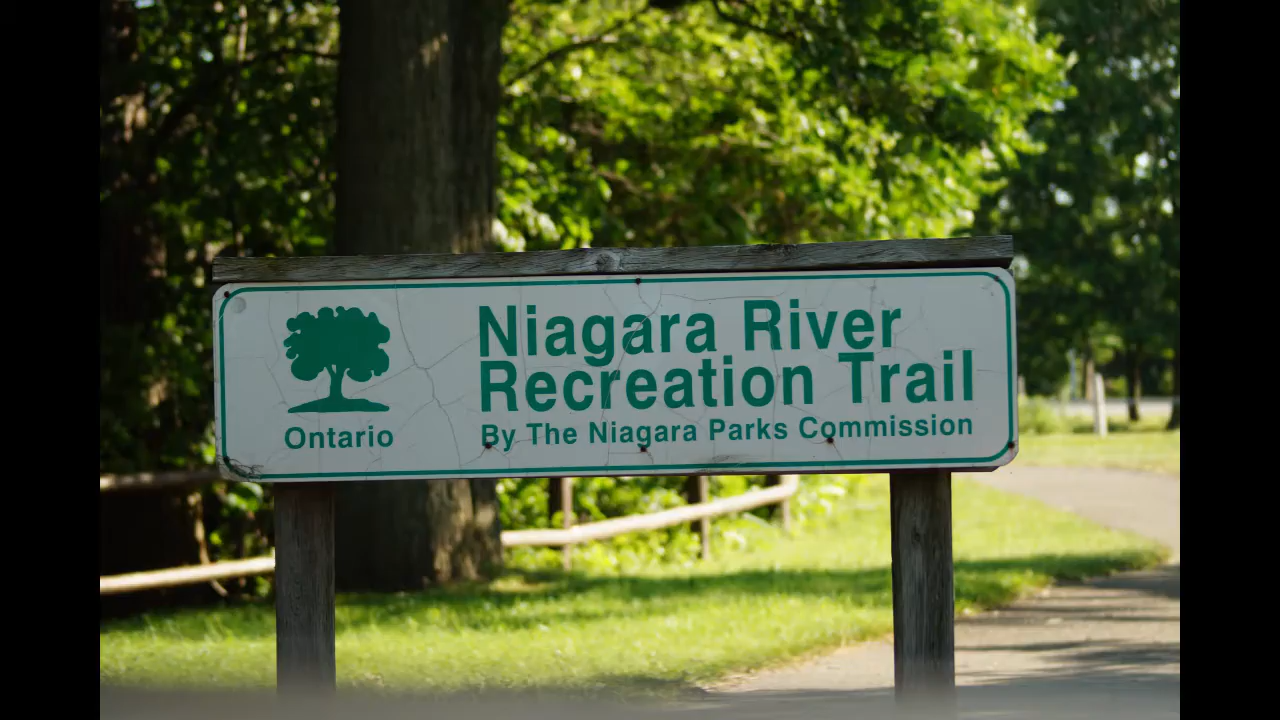 Niagara River
Recreation Trail
By The Niagara Parks Commission
Ontario